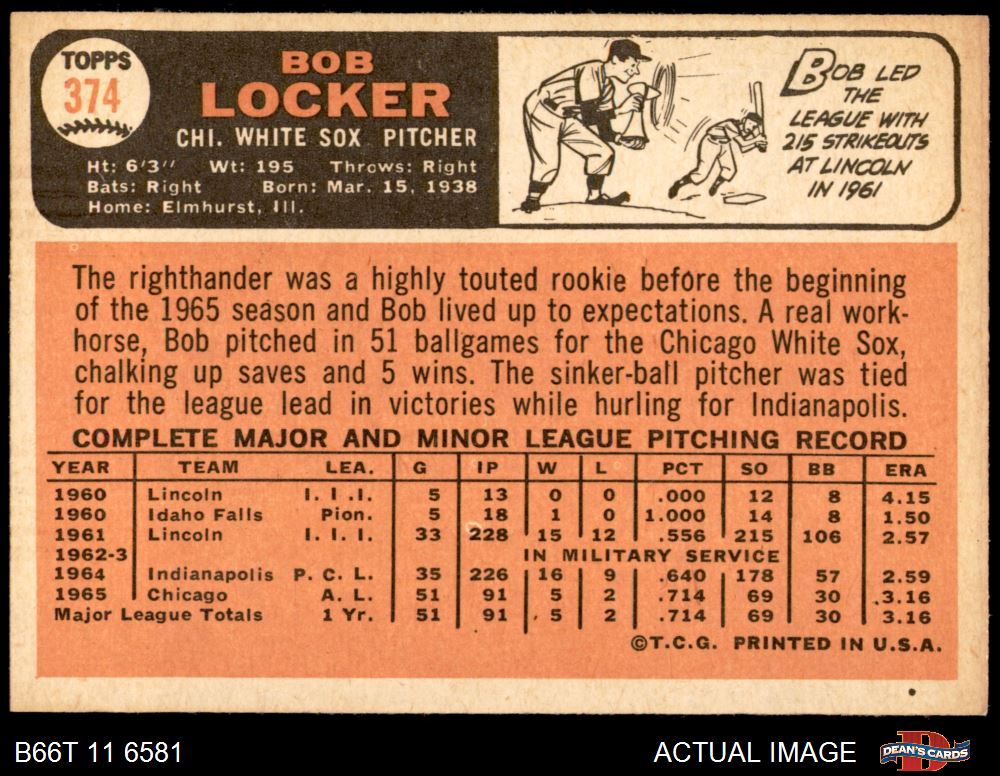 TOPPS
374
BOB
LOCKER
CHI. WHITE SOX PITCHER
Ht: 6'3" Wt: 195 Throws: Right
Bats: Right Born: Mar. 15, 1938
Home: Elmhurst, Ill.
BOB LED
THE
LEAGUE WITH
215 STRIKEOUTS
AT LINCOLN
IN 1961
The righthander was a highly touted rookie before the beginning
of the 1965 season and Bob lived up to expectations. A real work-
horse, Bob pitched in 51 ballgames for the Chicago White Sox,
chalking up saves and 5 wins. The sinker-ball pitcher was tied
for the league lead in victories while hurling for Indianapolis.
COMPLETE MAJOR AND MINOR LEAGUE PITCHING RECORD
YEAR TEAM LEA. G IP W L PCT SO BB ERA
1960 Lincoln I. I .I. 5 13 0 0 .000 12 8 4.15
1960 Idaho Falls Pion. 5 18 1 0 1.000 14 8 1.50
1961 Lincoln I. I. I. 33 228 15 12 .556 215 106 2.57
1962-3 IN MILITARY SERVICE
1964 Indianapolis P. C. L. 35 226 16 9 .640 178 57 2.59
1965 Chicago A. L. 51 91 5 2 .714 69 30 3.16
Major League Totals 1 Yr. 51 91 5 2 .714 69 30 3.16
©T.C.G. PRINTED IN U.S.A.
B66T 11 6581
ACTUAL IMAGE
DEAN'S CARDS